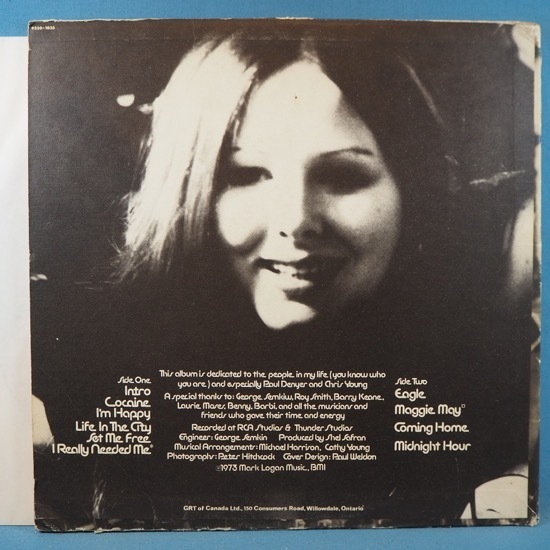 9230-1033
This album is dedicated to the people in my life (you know who
you are) and especially Paul Denyer and Chris Young
A special thanks to: George Semkiw, Roy Smith, Barry Keane,
Laurie Marer, Benny, Barbi, and all the musicians and
friends who gave their time and energy
Recorded at RCA Studios & Thunder Studios
Engineer: George Semkin Produced by Shel Safran
Musical Arrangements: Michael Harrison, Cathy Young
Photographs: Peter Hitchcock Cover Design: Paul Weldon
©1973 Mark Logan Music, BMI
Side One
Intro
Cocaine
I'm Happy
Life In The City
Set Me Free
I Really Needed Me
Side Two
Eagle
Maggie May
Coming Home
Midnight Hour
GRT of Canada Ltd., 150 Consumers Road, Willowdale, Ontario